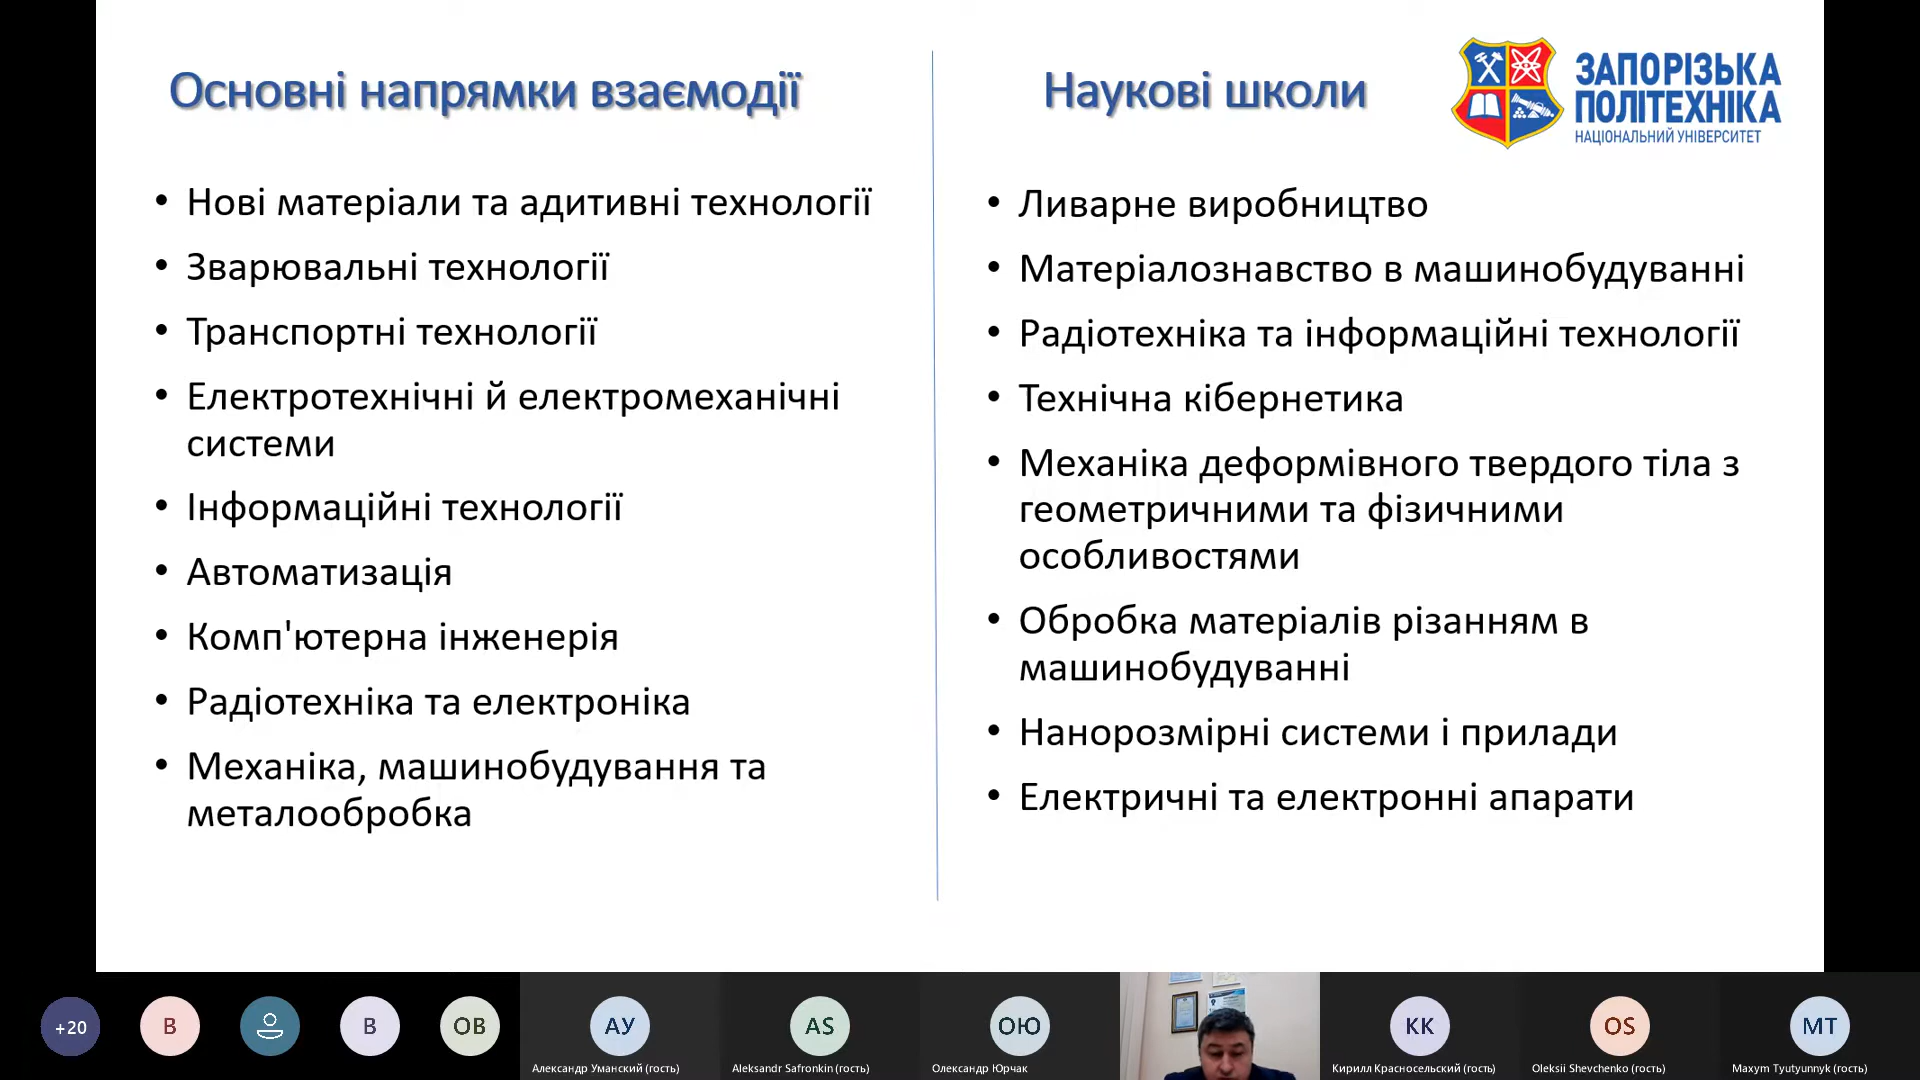 Основні напрямки взаємодії
• Нові матеріали та адитивні технології
• Зварювальні технології
• Транспортні технології
• Електротехнічні й електромеханічні
системи
• Інформаційні технології
• Автоматизація
• Комп'ютерна інженерія
• Радіотехніка та електроніка
• Механіка, машинобудування та
металообробка
Наукові школи
ЗАПОРІЗЬКА
ПОЛІТЕХНІКА
НАЦІОНАЛЬНИЙ УНІВЕРСИТЕТ
• Ливарне виробництво
• Матеріалознавство в машинобудуванні
• Радіотехніка та інформаційні технології
• Технічна кібернетика
• Механіка деформівного твердого тіла з
геометричними та фізичними
особливостями
• Обробка матеріалів різанням в
машинобудуванні
• Нанорозмірні системи і прилади
• Електричні та електронні апарати
+20
В
В
ОВ
АУ
Александр Уманский (гость)
AS
Aleksandr Safronkin (гость)
ОЮ
Олександр Юрчак
КК
Кирилл Красносельский (гость)
OS
Oleksii Shevchenko (гость)
MT
Maxym Tyutyunnyk (гость)